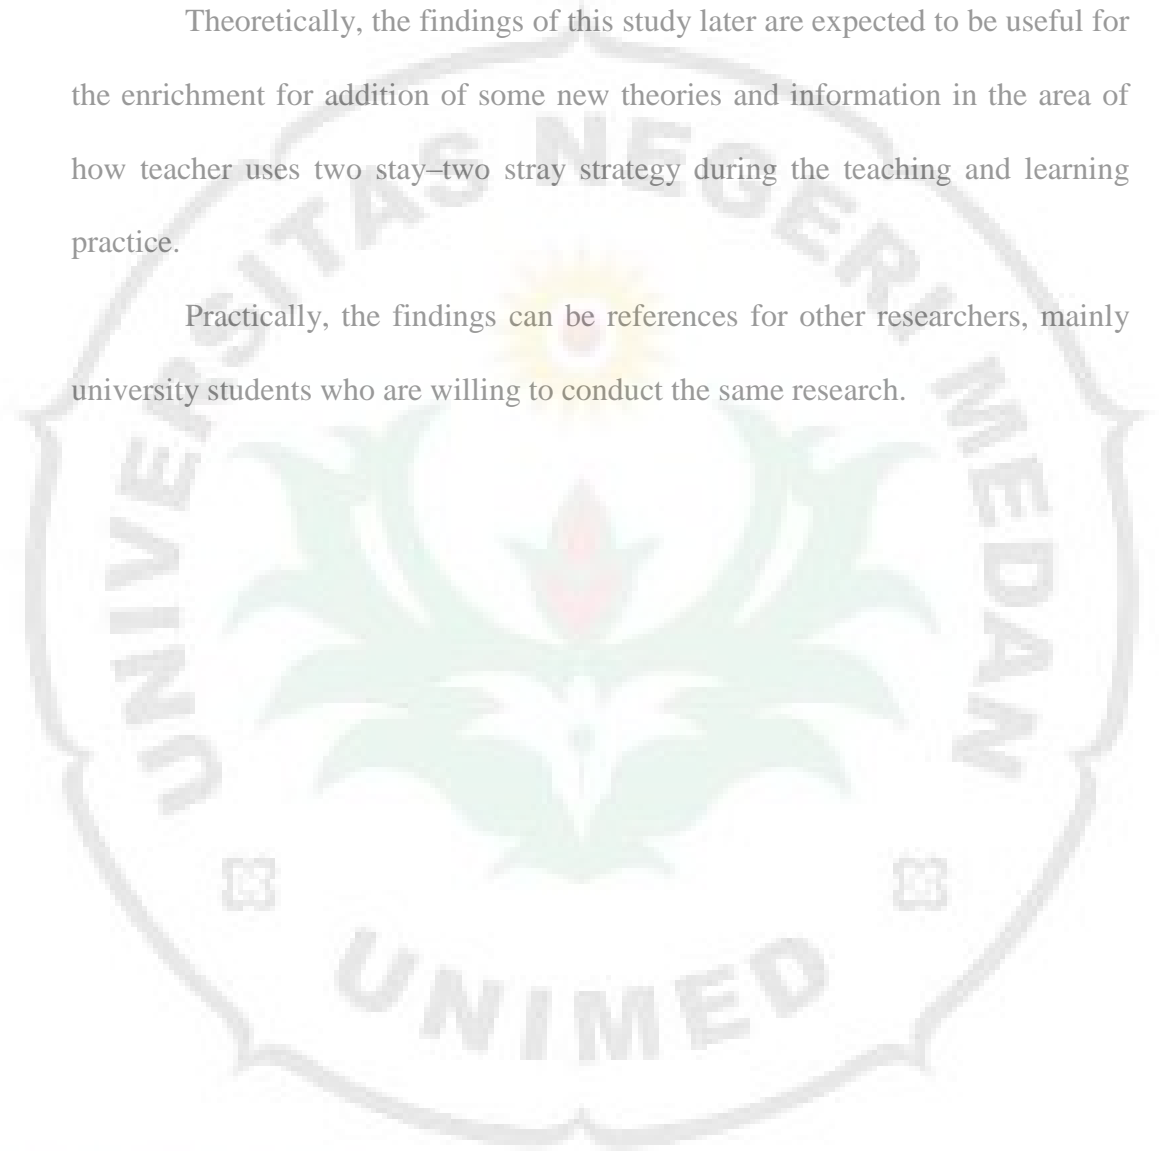 Theoretically, the findings of this study later are expected to be useful for
the enrichment for addition of some new theories and information in the area of
how teacher uses two stay–two stray strategy during the teaching and learning
practice.
Practically, the findings can be references for other researchers, mainly
university students who are willing to conduct the same research.
UNIVERSITAS NEGERI MEDAN
UNIMED